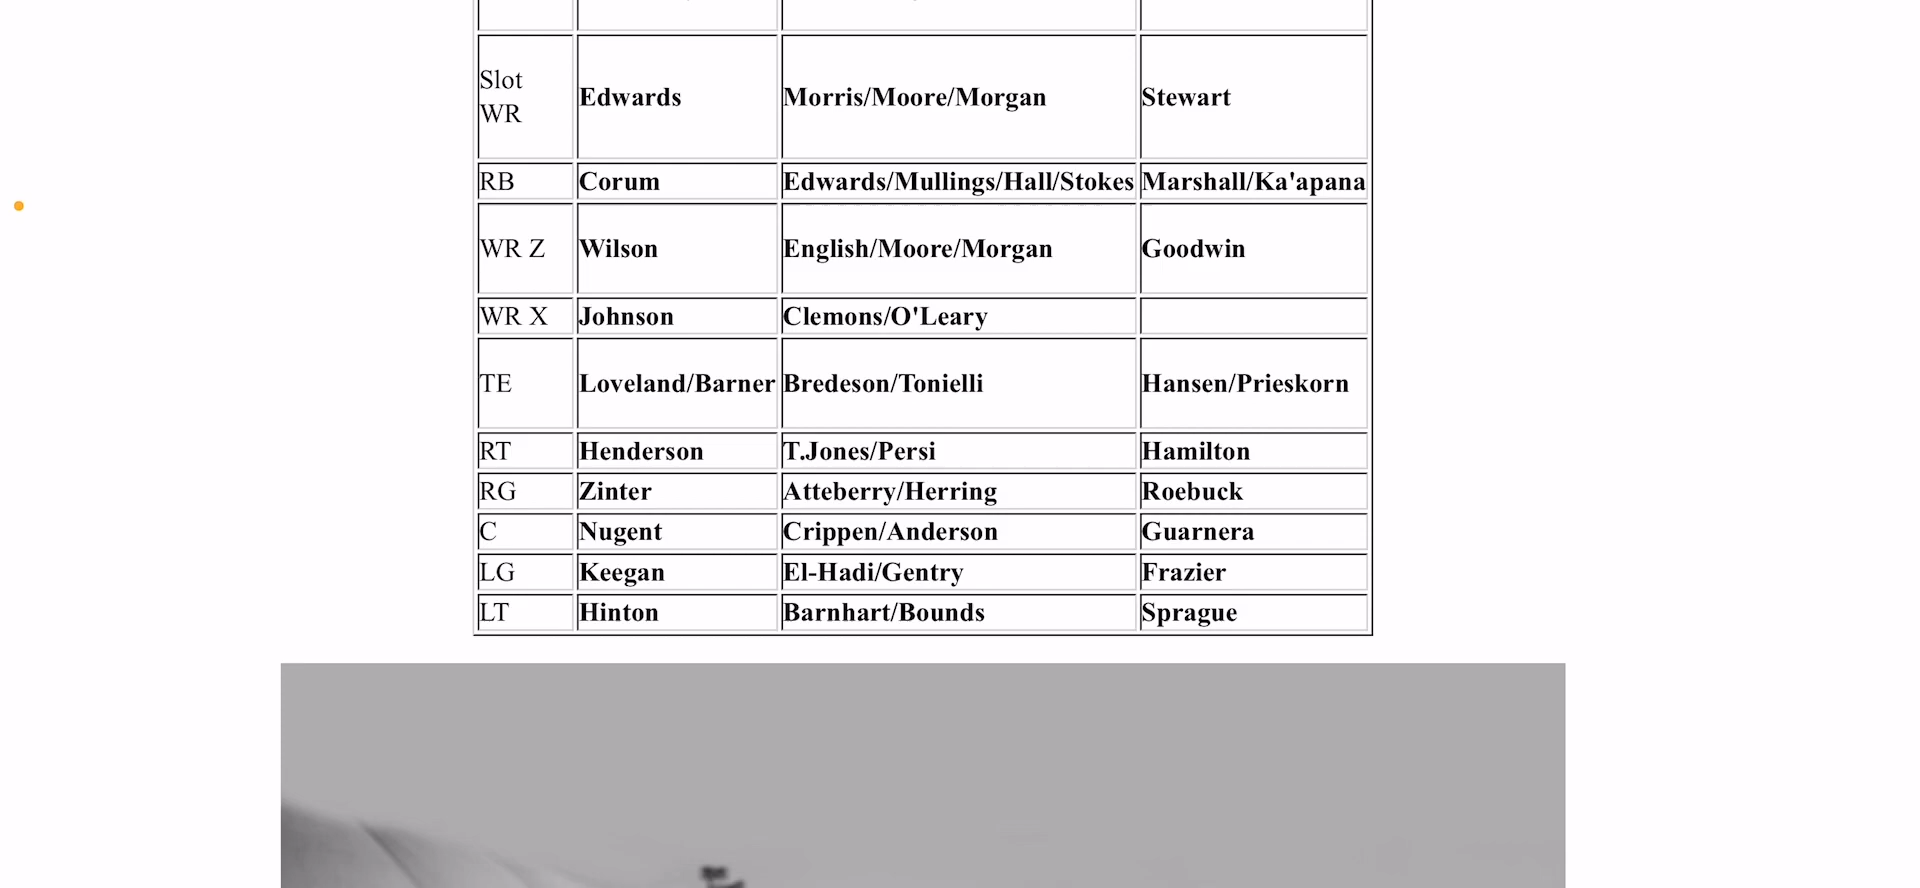 Slot
WR
Edwards
Morris/Moore/Morgan
Stewart
RB
Corum
Edwards/Mullings/Hall/Stokes
Marshall/Ka'apana
WR Z
Wilson
English/Moore/Morgan
Goodwin
WR X
Johnson
Clemons/O'Leary
TE
Loveland/Barner
Bredeson/Tonielli
Hansen/Prieskorn
RT
Henderson
T.Jones/Persi
Hamilton
RG
Zinter
Atteberry/Herring
Roebuck
C
Nugent
Crippen/Anderson
Guarnera
LG
Keegan
El-Hadi/Gentry
Frazier
LT
Hinton
Barnhart/Bounds
Sprague